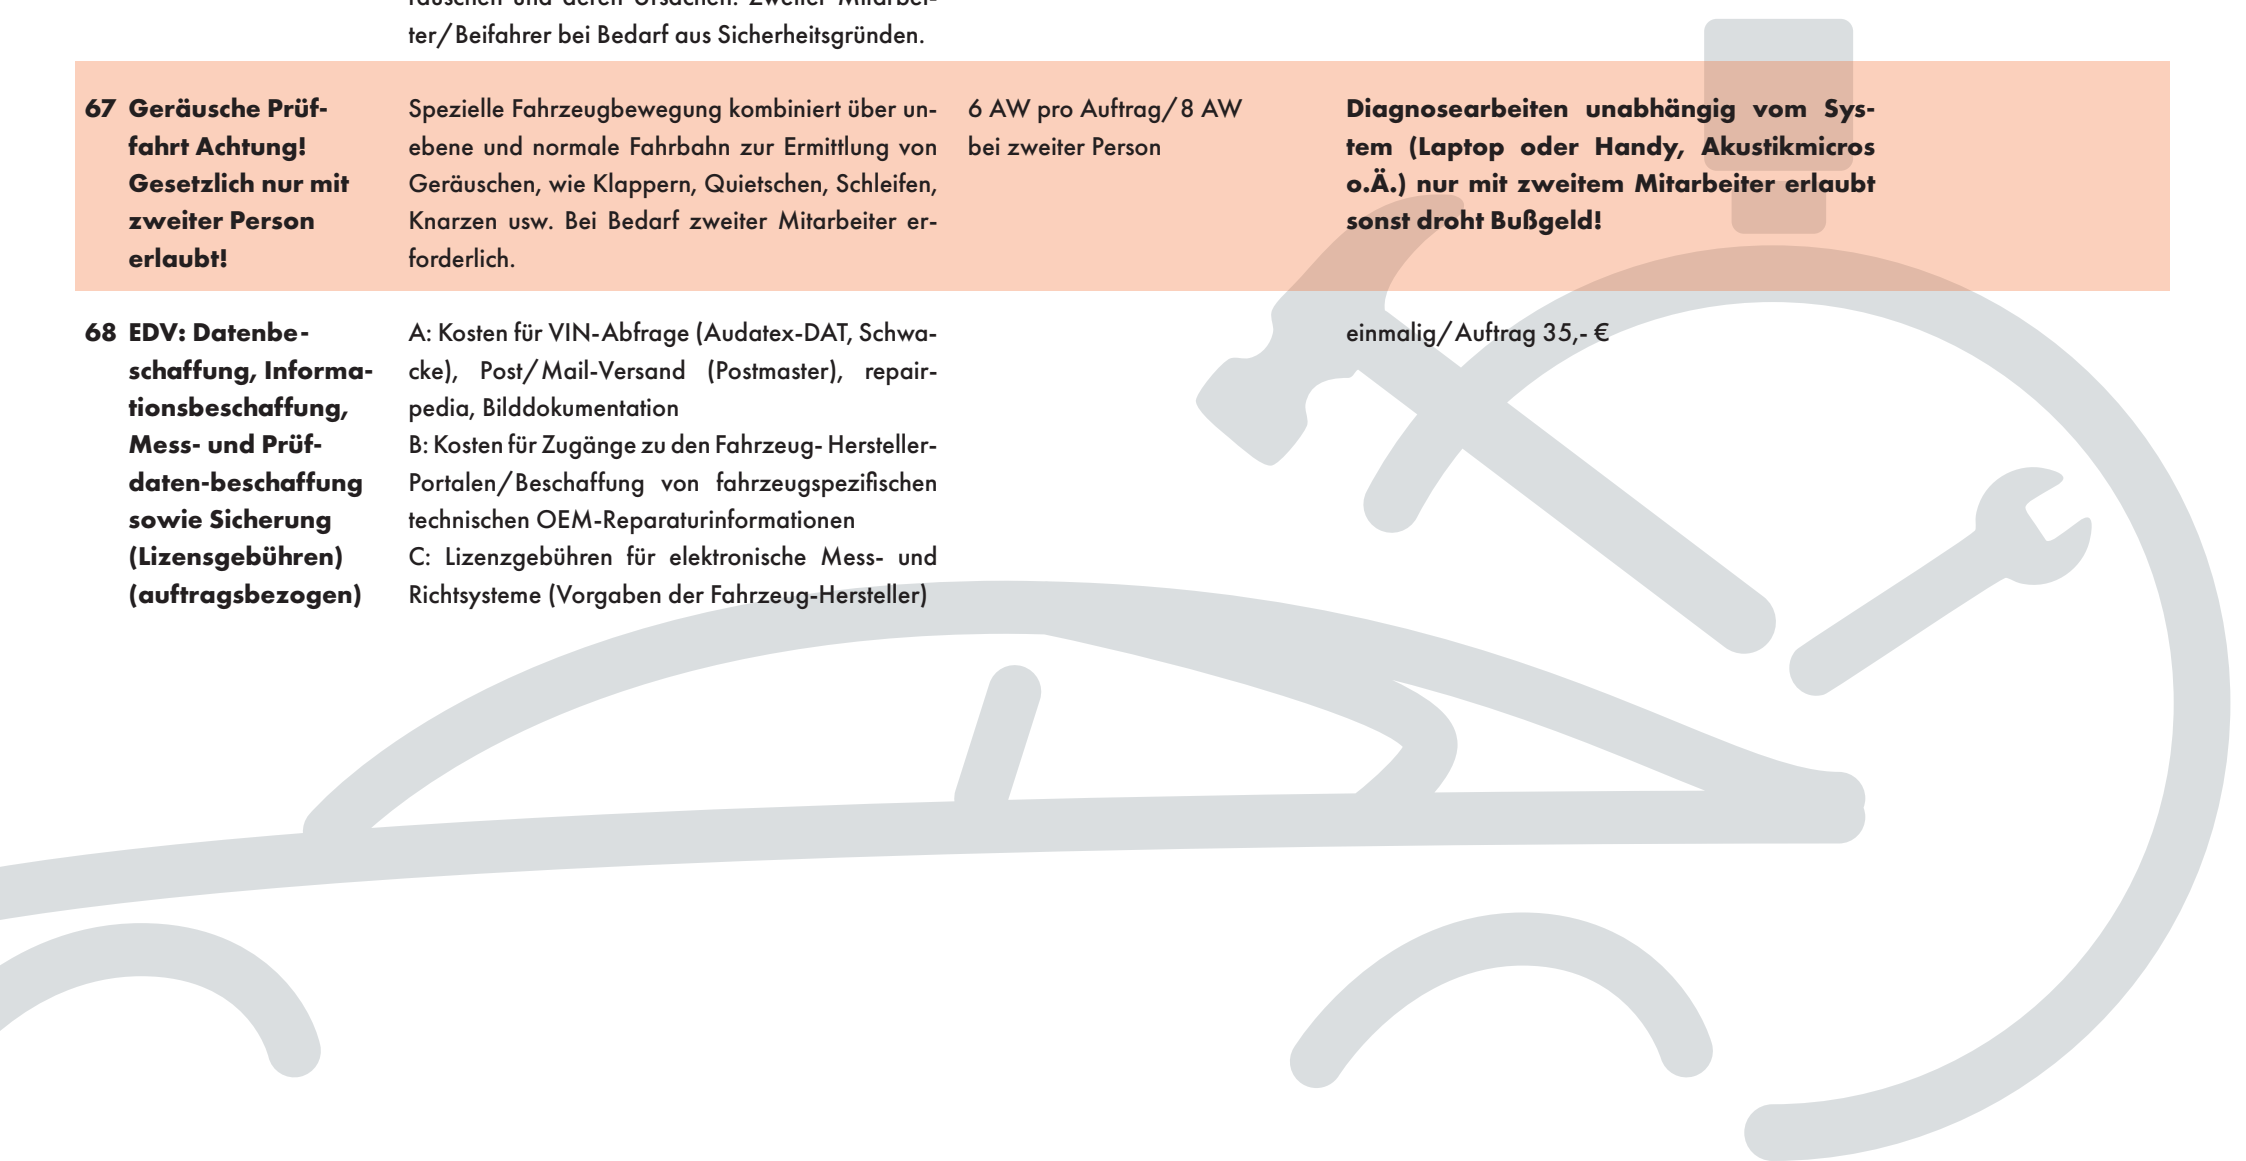 rauschen und deren Ursachen. Zweiter Mitarbei-
ter/Beifahrer bei Bedarf aus Sicherheitsgründen.
67 Geräusche Prüf-
fahrt Achtung!
Gesetzlich nur mit
zweiter Person
erlaubt!
Spezielle Fahrzeugbewegung kombiniert über un-
ebene und normale Fahrbahn zur Ermittlung von
Geräuschen, wie Klappern, Quietschen, Schleifen,
Knarzen usw. Bei Bedarf zweiter Mitarbeiter er-
forderlich.
6 AW pro Auftrag/8 AW
bei zweiter Person
Diagnosearbeiten unabhängig vom Sys-
tem (Laptop oder Handy, Akustikmicros
o.Ä.) nur mit zweitem Mitarbeiter erlaubt
sonst droht Bußgeld!
68 EDV: Datenbe-
schaffung, Informa-
tionsbeschaffung,
Mess- und Prüf-
daten-beschaffung
sowie Sicherung
(Lizensgebühren)
(auftragsbezogen)
A: Kosten für VIN-Abfrage (Audatex-DAT, Schwa-
cke), Post/Mail-Versand (Postmaster), repair-
pedia, Bilddokumentation
B: Kosten für Zugänge zu den Fahrzeug- Hersteller-
Portalen/Beschaffung von fahrzeugspezifischen
technischen OEM-Reparaturinformationen
C: Lizenzgebühren für elektronische Mess- und
Richtsysteme (Vorgaben der Fahrzeug-Hersteller)
einmalig/Auftrag 35,- €